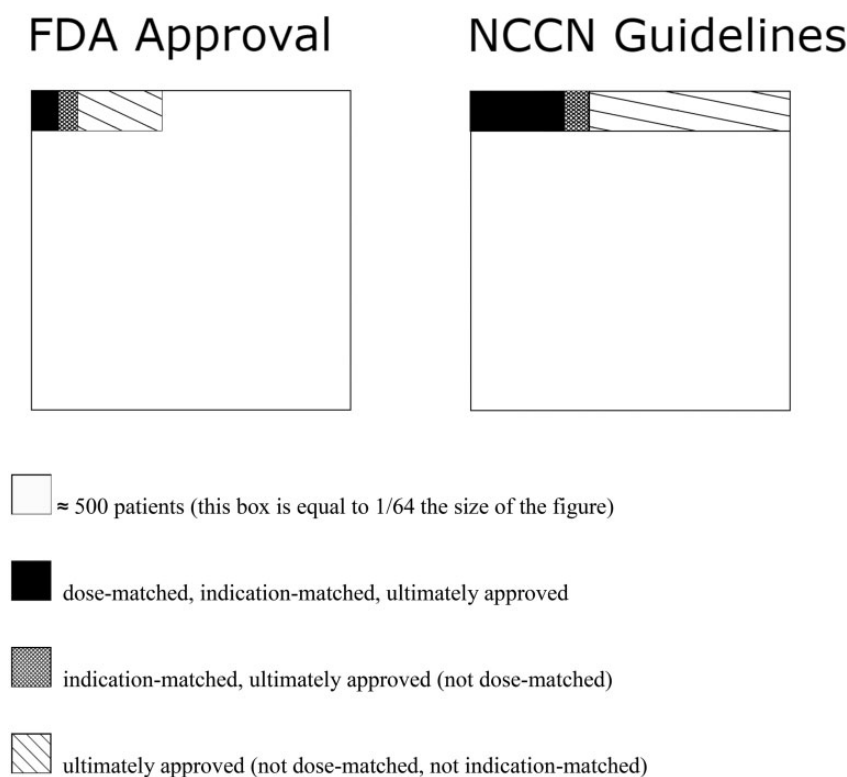 FDA Approval
NCCN Guidelines
≈ 500 patients (this box is equal to 1/64 the size of the figure)
dose-matched, indication-matched, ultimately approved
indication-matched, ultimately approved (not dose-matched)
ultimately approved (not dose-matched, not indication-matched)